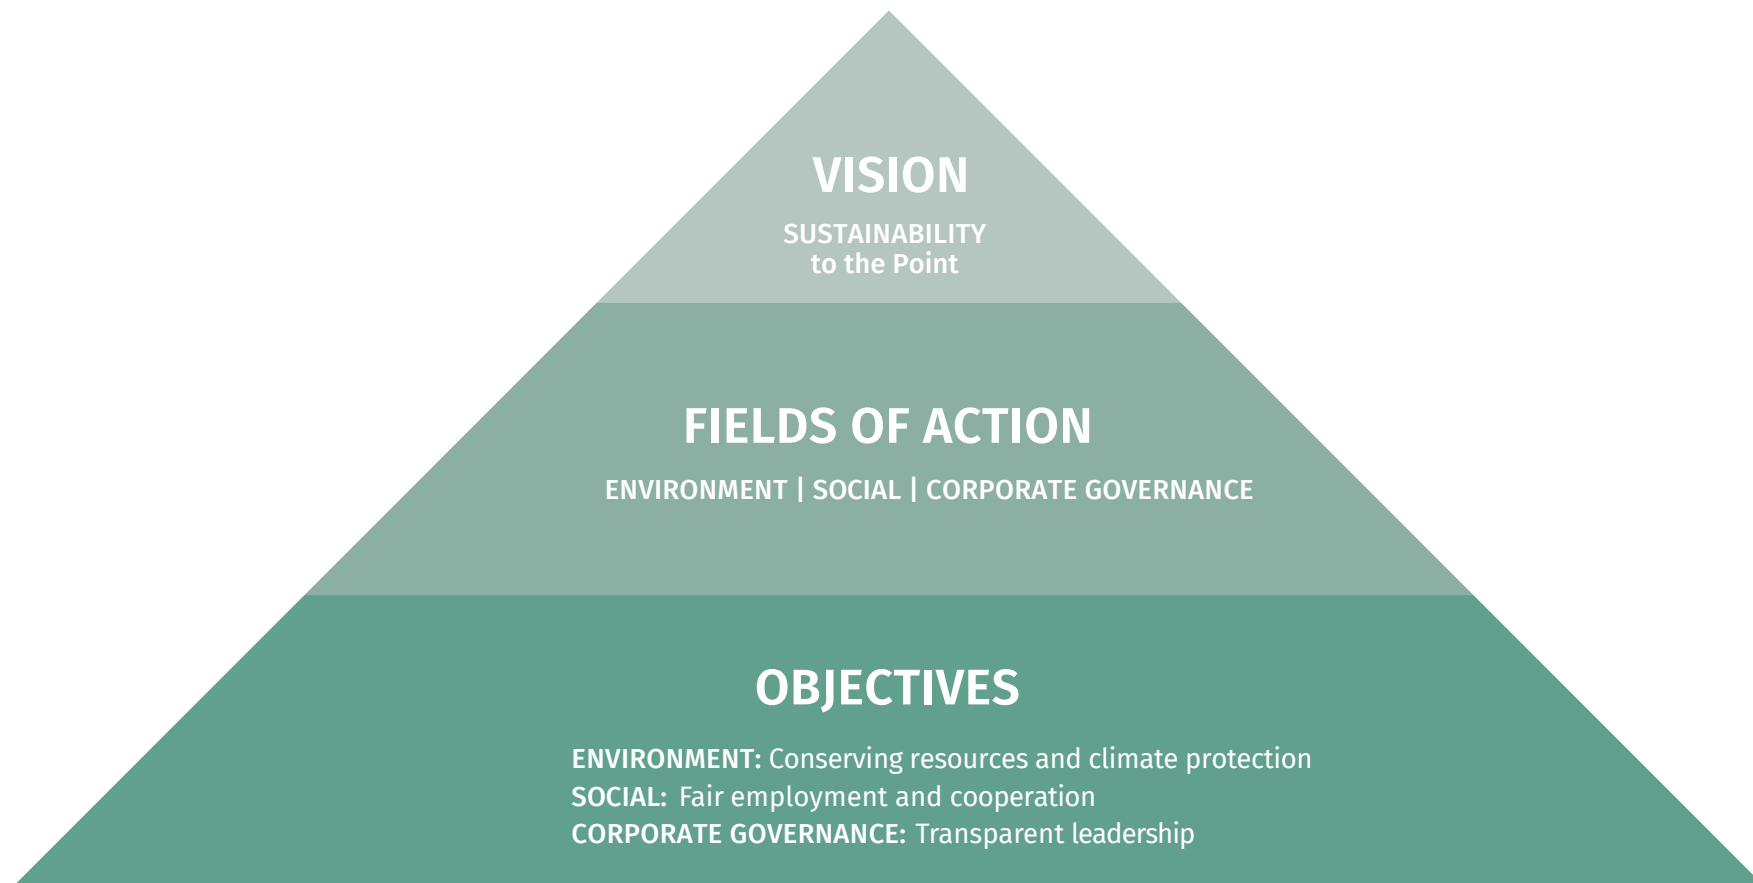 VISION
SUSTAINABILITY
to the Point
FIELDS OF ACTION
ENVIRONMENT | SOCIAL | CORPORATE GOVERNANCE
OBJECTIVES
ENVIRONMENT: Conserving resources and climate protection
SOCIAL: Fair employment and cooperation
CORPORATE GOVERNANCE: Transparent leadership